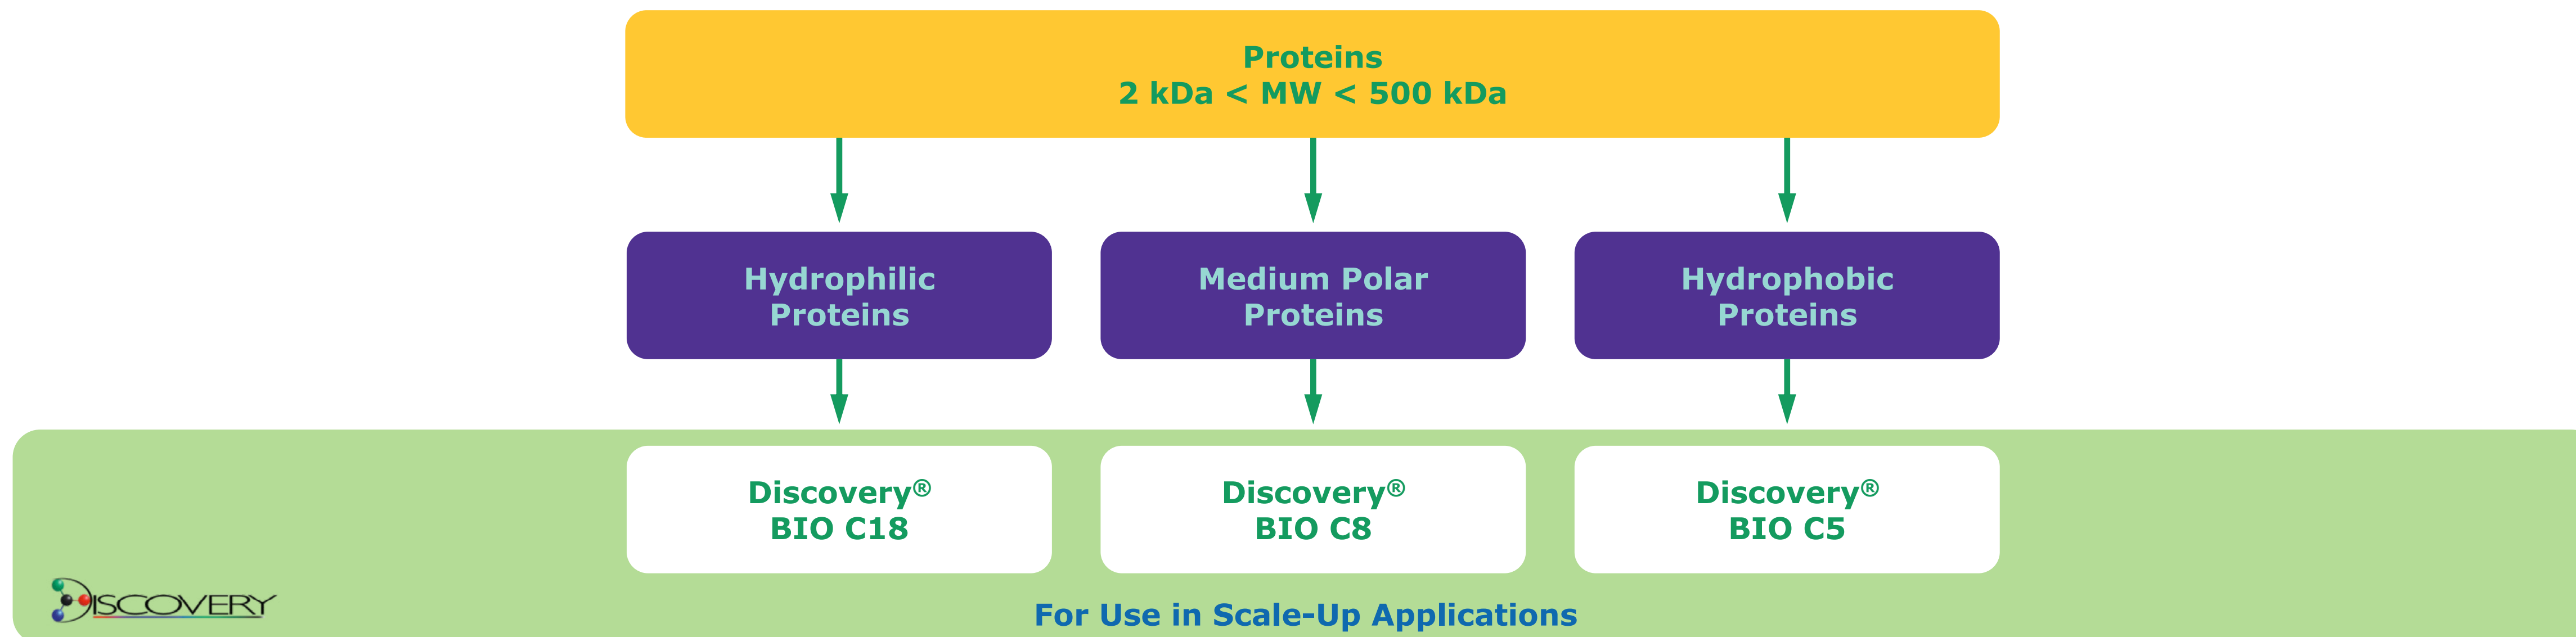 Proteins
2 kDa < MW < 500 kDa
Hydrophilic
Proteins
Medium Polar
Proteins
Hydrophobic
Proteins
Discovery®
BIO C18
Discovery®
BIO C8
Discovery®
BIO C5
DISCOVERY
For Use in Scale-Up Applications